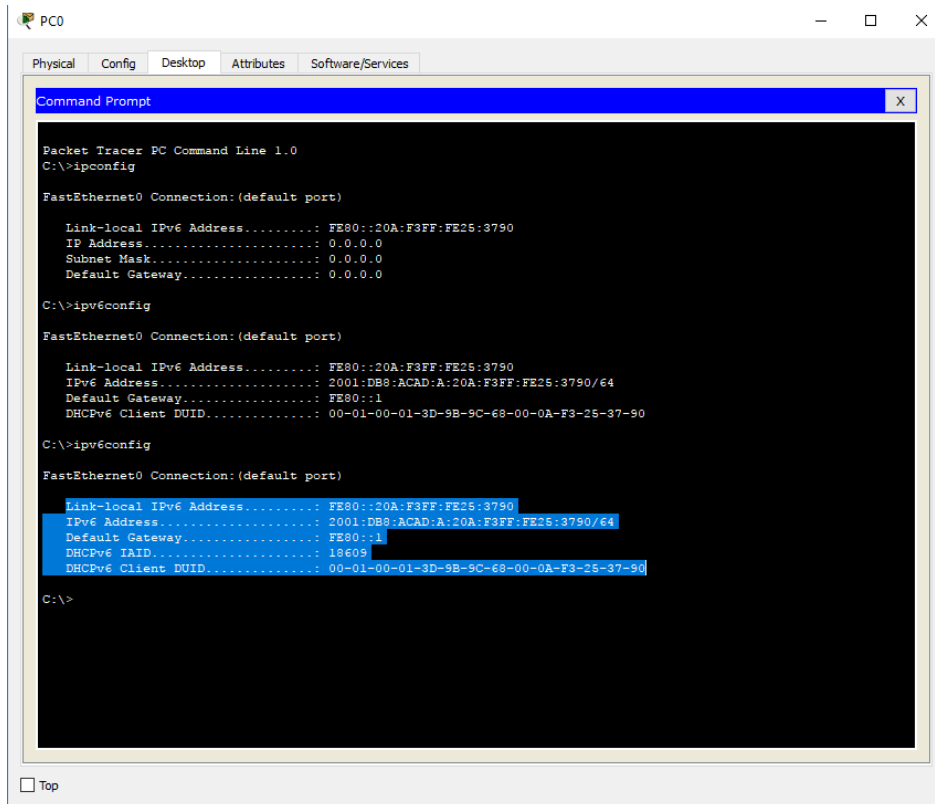 PC0
Physical Config Desktop Attributes Software/Services
Command Prompt X
Packet Tracer PC Command Line 1.0
C:\>ipconfig
FastEthernet0 Connection:(default port)
Link-local IPv6 Address.........: FE80::20A:F3FF:FE25:3790
IP Address......................: 0.0.0.0
Subnet Mask.....................: 0.0.0.0
Default Gateway.................: 0.0.0.0
C:\>ipv6config
FastEthernet0 Connection:(default port)
Link-local IPv6 Address.........: FE80::20A:F3FF:FE25:3790
IPv6 Address....................: 2001:DB8:ACAD:A:20A:F3FF:FE25:3790/64
Default Gateway.................: FE80::1
DHCPv6 Client DUID..............: 00-01-00-01-3D-9B-9C-68-00-0A-F3-25-37-90
C:\>ipv6config
FastEthernet0 Connection:(default port)
Link-local IPv6 Address.........: FE80::20A:F3FF:FE25:3790
IPv6 Address....................: 2001:DB8:ACAD:A:20A:F3FF:FE25:3790/64
Default Gateway.................: FE80::1
DHCPv6 IAID.....................: 18609
DHCPv6 Client DUID..............: 00-01-00-01-3D-9B-9C-68-00-0A-F3-25-37-90
C:\>
Top